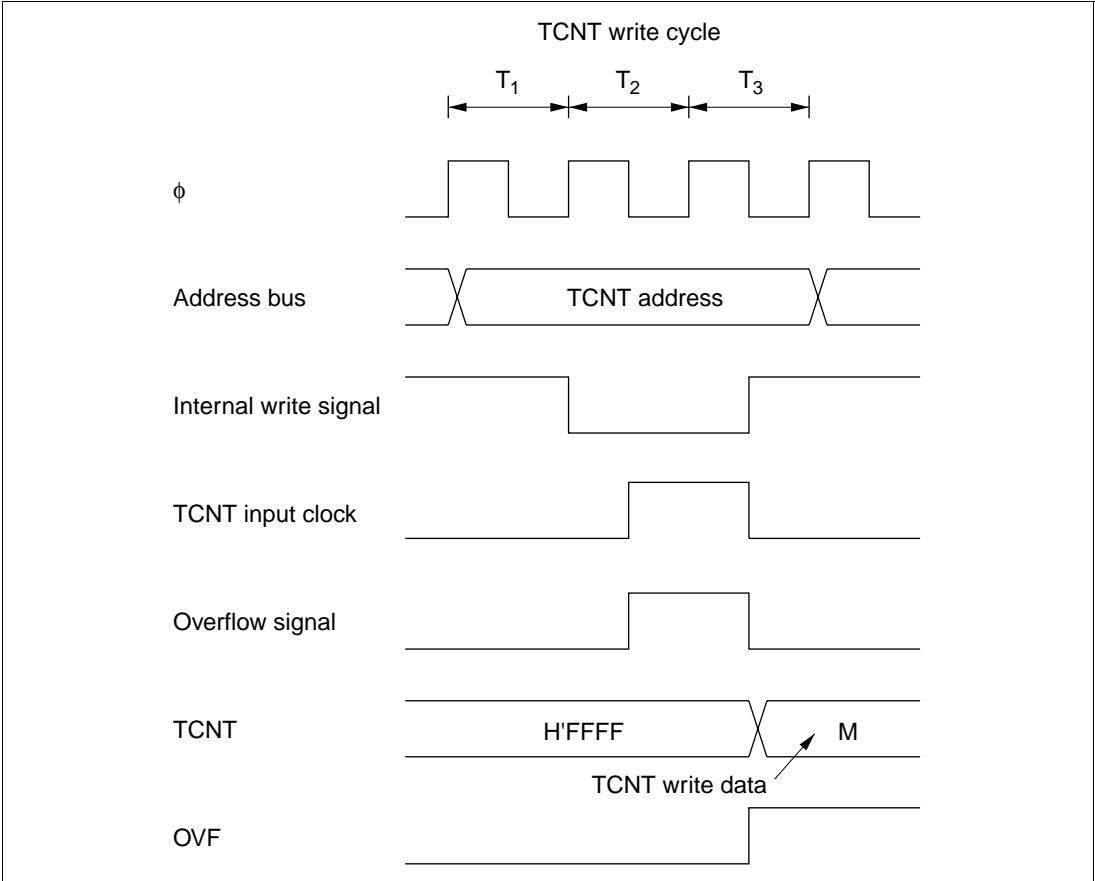 TCNT write cycle
T1 T2 T3
ϕ
Address bus TCNT address
Internal write signal
TCNT input clock
Overflow signal
TCNT H'FFFF M
TCNT write data
OVF